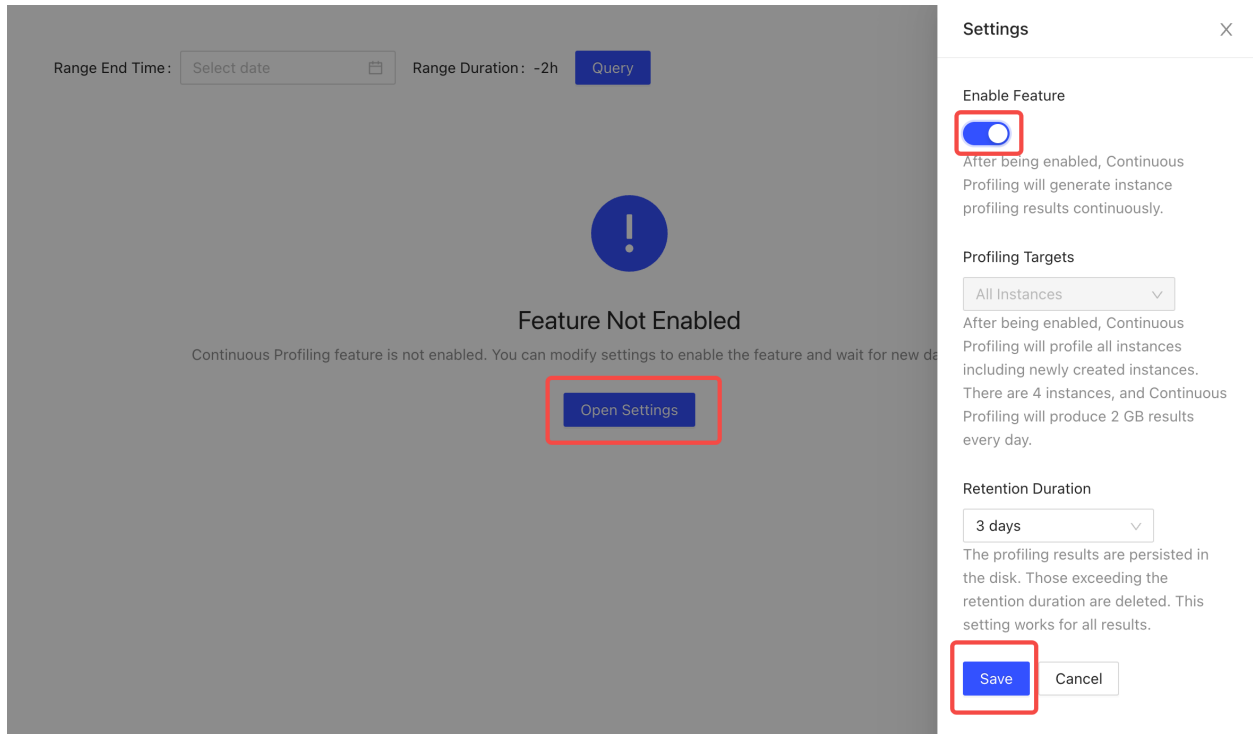 Range End Time : Select date Range Duration : -2h Query
Feature Not Enabled
Continuous Profiling feature is not enabled. You can modify settings to enable the feature and wait for new
Open Settings
Settings
Enable Feature
After being enabled, Continuous
Profiling will generate instance
profiling results continuously.
Profiling Targets
All Instances
After being enabled, Continuous
Profiling will profile all instances
including newly created instances.
There are 4 instances, and Continuous
Profiling will produce 2 GB results
every day.
Retention Duration
3 days
The profiling results are persisted in
the disk. Those exceeding the
retention duration are deleted. This
setting works for all results.
Save Cancel